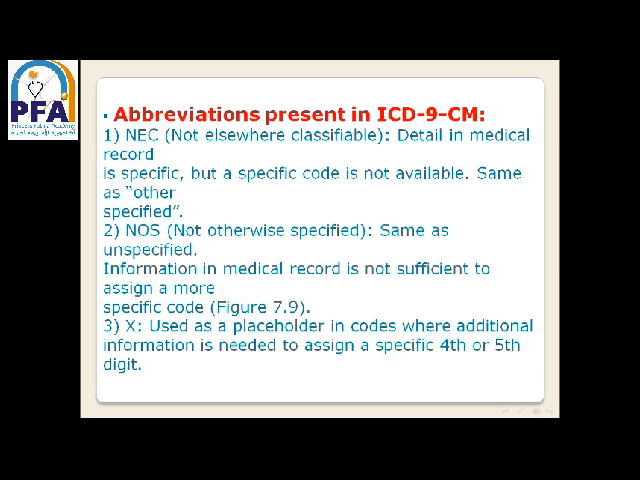 PFA
▪ Abbreviations present in ICD-9-CM:
1) NEC (Not elsewhere classifiable): Detail in medical
record
is specific, but a specific code is not available. Same
as "other
specified".
2) NOS (Not otherwise specified): Same as
unspecified.
Information in medical record is not sufficient to
assign a more
specific code (Figure 7.9).
3) X: Used as a placeholder in codes where additional
information is needed to assign a specific 4th or 5th
digit.